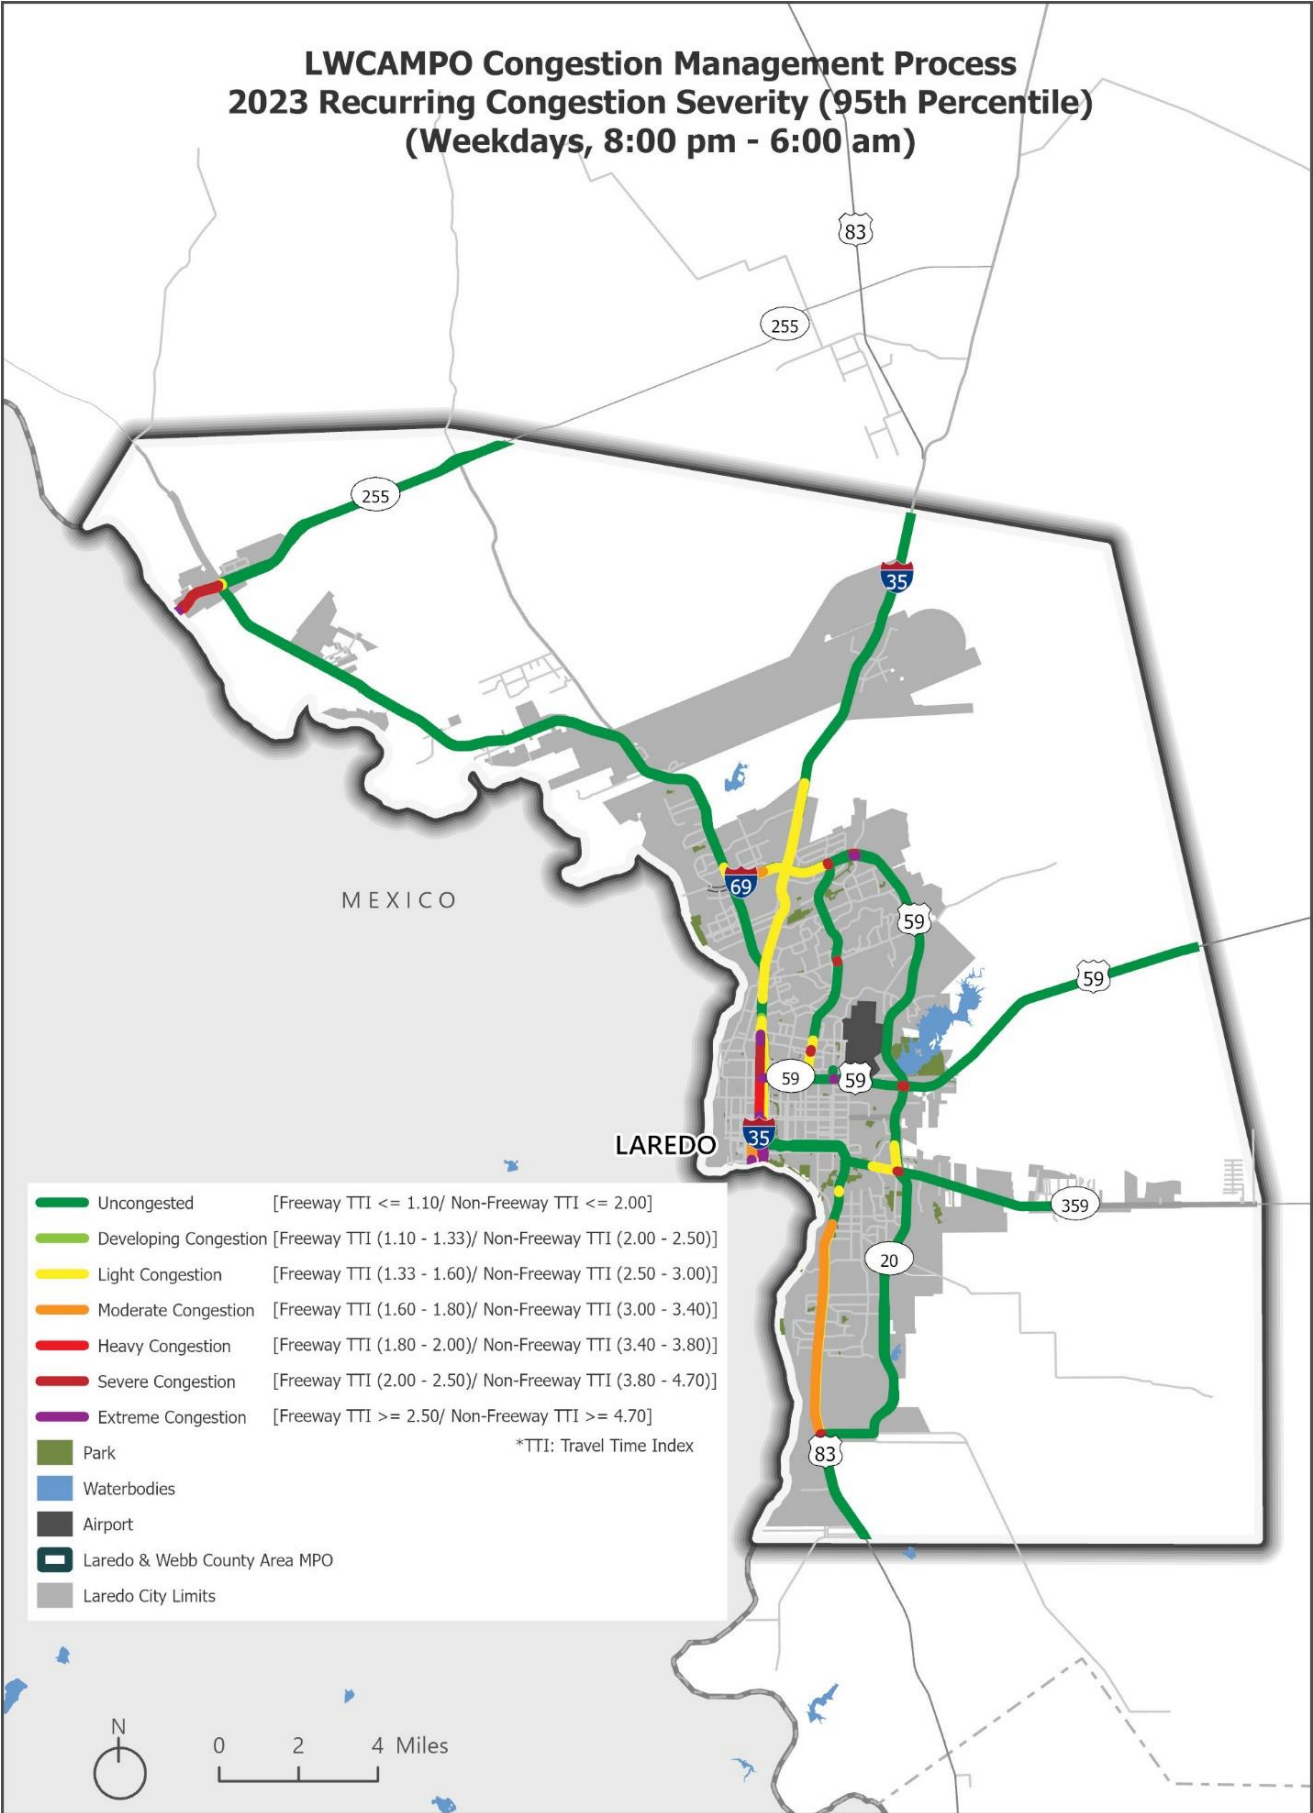 LWCAMPO Congestion Management Process
2023 Recurring Congestion Severity (95th Percentile)
(Weekdays, 8:00 pm - 6:00 am)
83
255
255
35
69
59
59
MEXICO
59
59
LAREDO
35
359
20
83
Uncongested [Freeway TTI <= 1.10/ Non-Freeway TTI <= 2.00]
Developing Congestion [Freeway TTI (1.10 - 1.33)/ Non-Freeway TTI (2.00 - 2.50)]
Light Congestion [Freeway TTI (1.33 - 1.60)/ Non-Freeway TTI (2.50 - 3.00)]
Moderate Congestion [Freeway TTI (1.60 - 1.80)/ Non-Freeway TTI (3.00 - 3.40)]
Heavy Congestion [Freeway TTI (1.80 - 2.00)/ Non-Freeway TTI (3.40 - 3.80)]
Severe Congestion [Freeway TTI (2.00 - 2.50)/ Non-Freeway TTI (3.80 - 4.70)]
Extreme Congestion [Freeway TTI >= 2.50/ Non-Freeway TTI >= 4.70]
*TTI: Travel Time Index
Park
Waterbodies
Airport
Laredo & Webb County Area MPO
Laredo City Limits
N
0 2 4 Miles